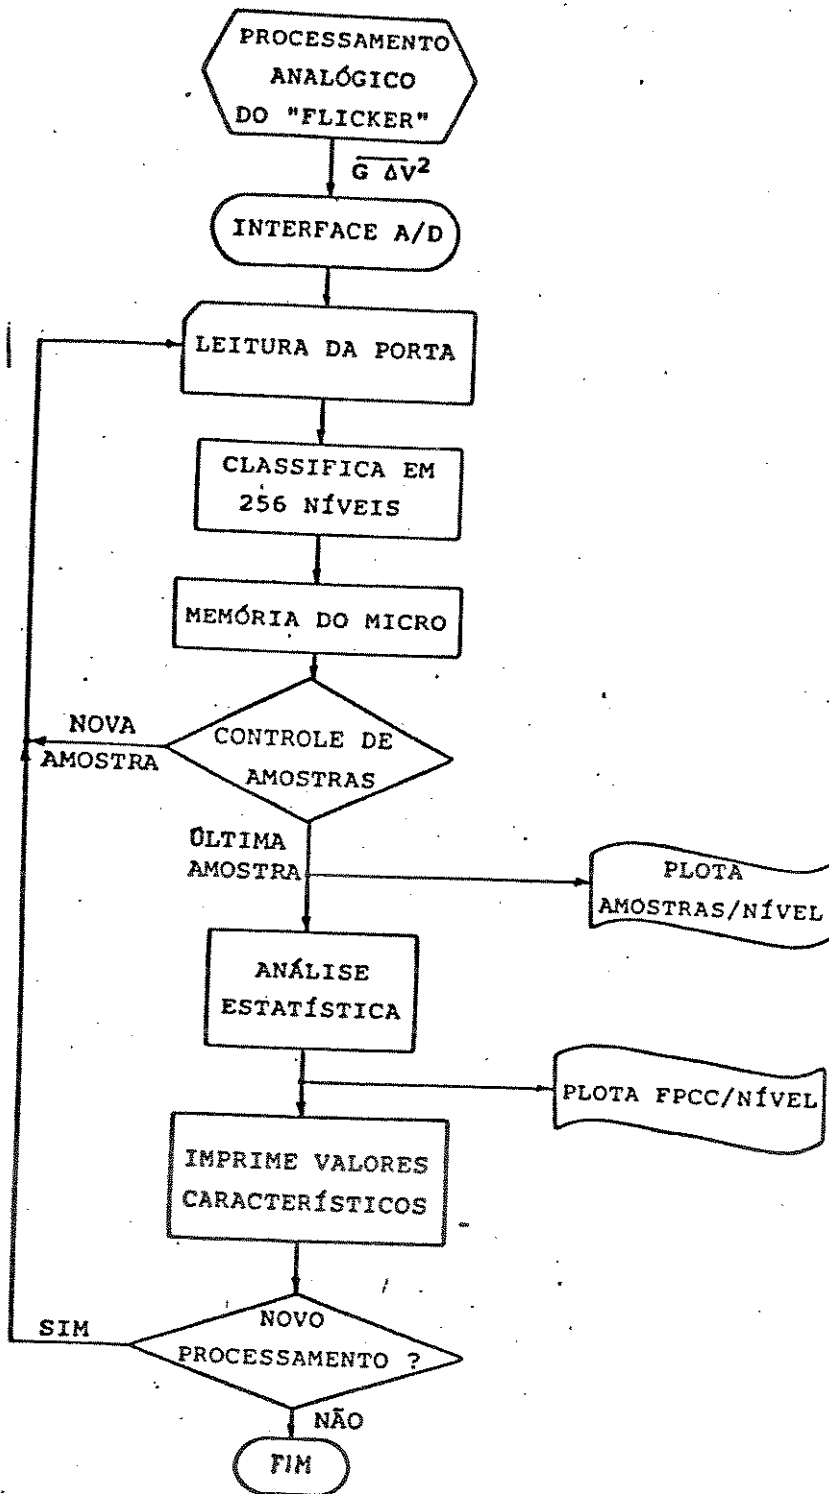 PROCESSAMENTO
ANALÓGICO
DO "FLICKER"
G ΔV²
INTERFACE A/D
LEITURA DA PORTA
CLASSIFICA EM
256 NÍVEIS
MEMÓRIA DO MICRO
CONTROLE DE
AMOSTRAS
NOVA
AMOSTRA
ÚLTIMA
AMOSTRA
PLOTA
AMOSTRAS/NÍVEL
ANÁLISE
ESTATÍSTICA
PLOTA FPCC/NÍVEL
IMPRIME VALORES
CARACTERÍSTICOS
NOVO
PROCESSAMENTO ?
SIM
NÃO
FIM